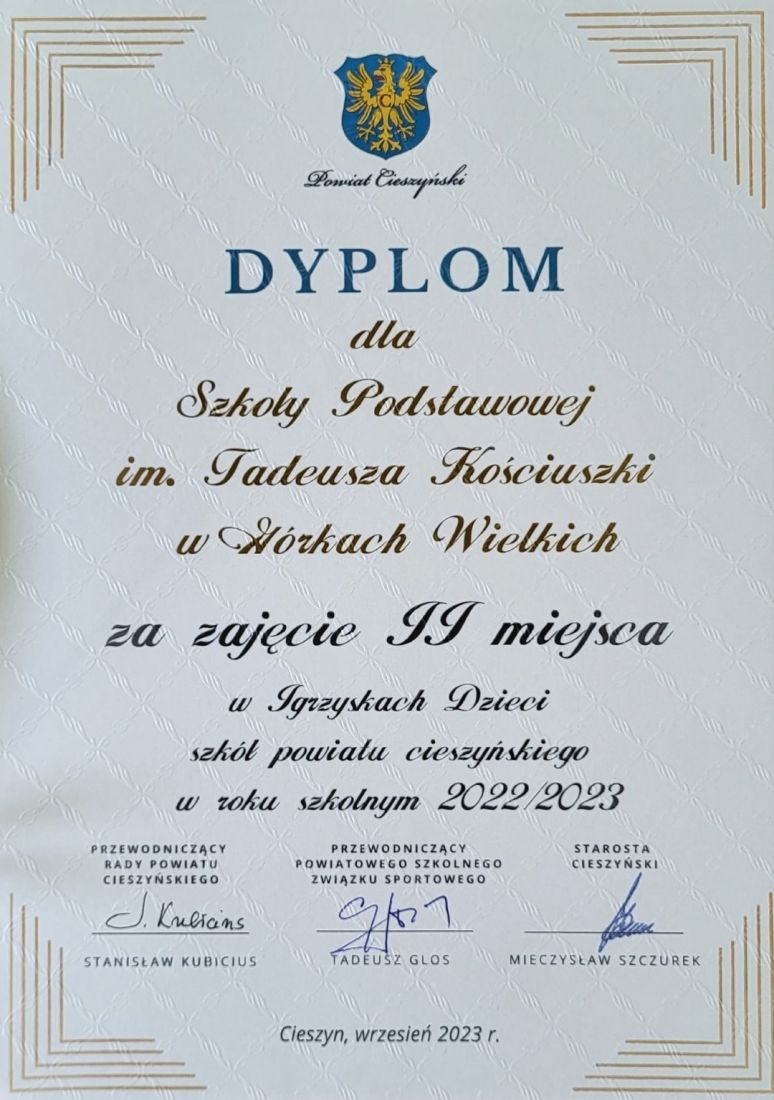 C
Powiat Cieszyński
DYPLOM
dla
Szkoły Podstawowej
im. Tadeusza Kościuszki
w Górkach Wielkich
za zajęcie II miejsca
w Igrzyskach Dzieci
szkół powiatu cieszyńskiego
w roku szkolnym 2022/2023
PRZEWODNICZĄCY PRZEWODNICZĄCY STAROSTA
RADY POWIATU POWIATOWEGO SZKOLNEGO CIESZYŃSKI
CIESZYŃSKIEGO ZWIĄZKU SPORTOWEGO
STANISŁAW KUBICIUS TADEUSZ GLOS MIECZYSŁAW SZCZUREK
Cieszyn, wrzesień 2023 r.